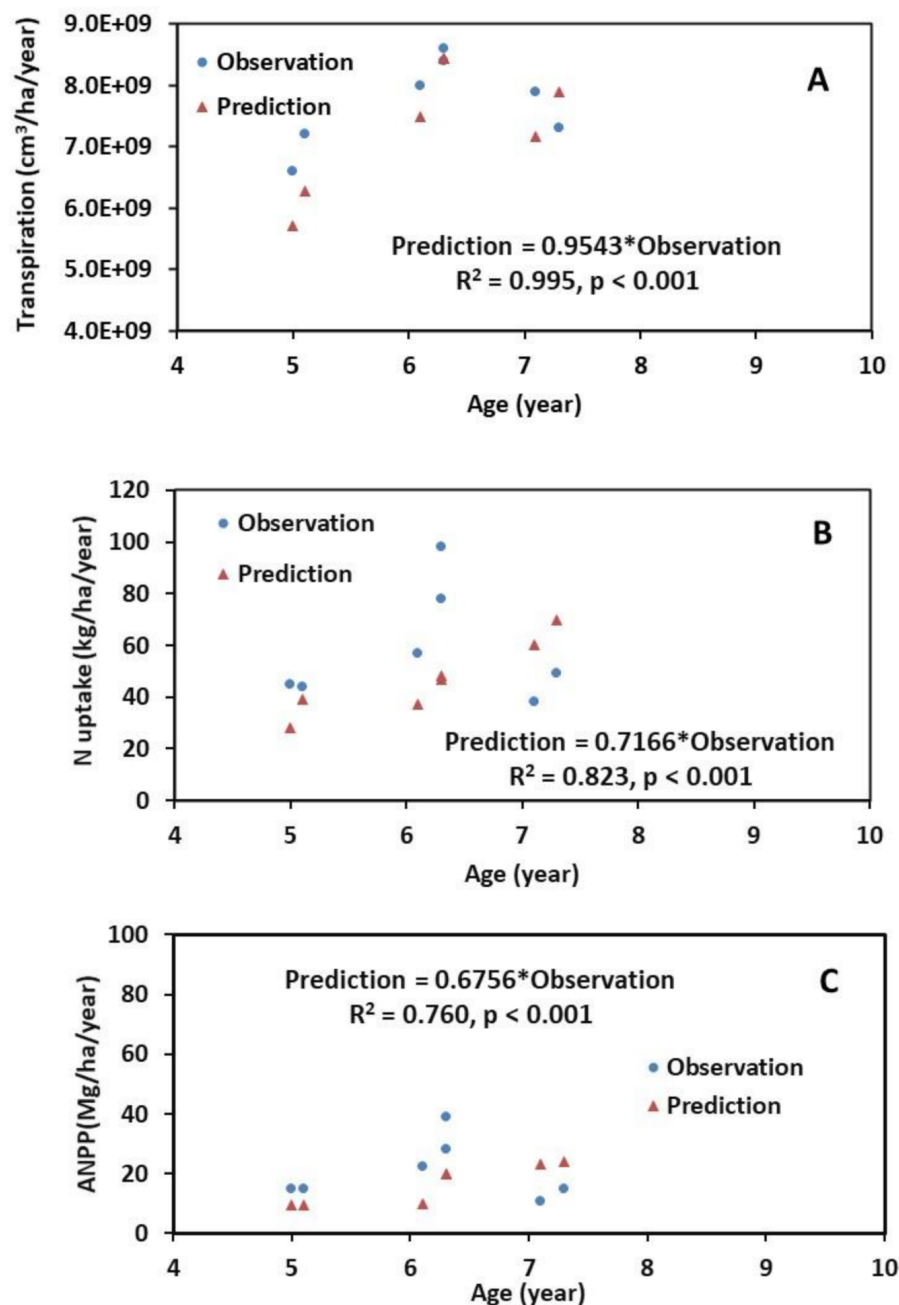 9.0E+09
8.0E+09
7.0E+09
6.0E+09
5.0E+09
4.0E+09
Transpiration (cm³/ha/year)
Observation
Prediction
A
Prediction = 0.9543*Observation
R² = 0.995, p < 0.001
4 5 6 7 8 9 10
Age (year)
120
100
80
60
40
20
0
N uptake (kg/ha/year)
Observation
Prediction
B
Prediction = 0.7166*Observation
R² = 0.823, p < 0.001
4 5 6 7 8 9 10
Age (year)
100
80
60
40
20
0
ANPP(Mg/ha/year)
Prediction = 0.6756*Observation
R² = 0.760, p < 0.001
C
Observation
Prediction
4 5 6 7 8 9 10
Age (year)